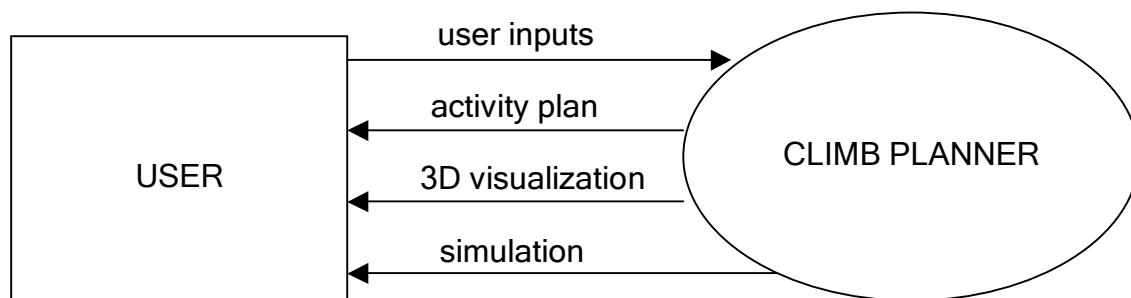 user inputs
activity plan
USER
CLIMB PLANNER
3D visualization
simulation